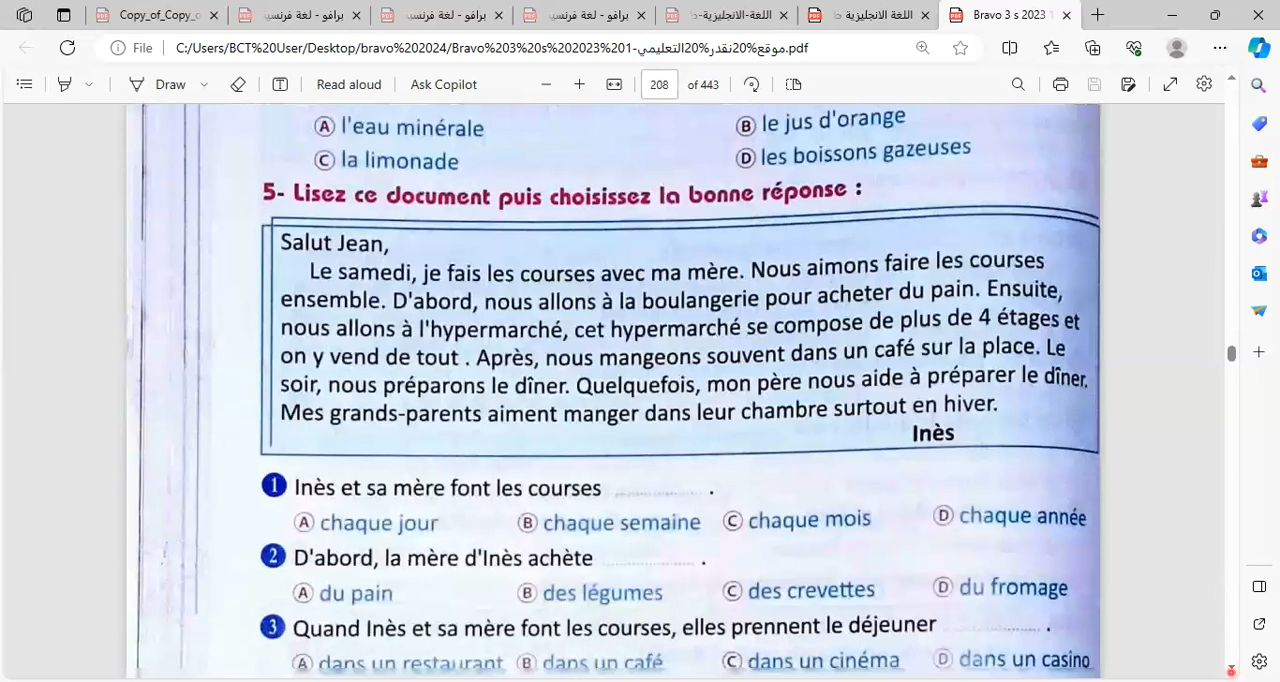 Copy_of_Copy_o
برافو - لغة فرنسي
برافو - لغة فرنسي
برافو - لغة فرنسي
اللغة-الانجليزية-د
اللغة الانجليزية ط
Bravo 3 s 2023 1
File
C:/Users/BCT%20User/Desktop/bravo%202024/Bravo%203%20s%202023%201-موقع%20نقدر%20التعليمي.pdf
Draw
Read aloud
Ask Copilot
208
of 443
A l'eau minérale
B le jus d'orange
C la limonade
D les boissons gazeuses
5- Lisez ce document puis choisissez la bonne réponse :
Salut Jean,
Le samedi, je fais les courses avec ma mère. Nous aimons faire les courses
ensemble. D'abord, nous allons à la boulangerie pour acheter du pain. Ensuite,
nous allons à l'hypermarché, cet hypermarché se compose de plus de 4 étages et
on y vend de tout . Après, nous mangeons souvent dans un café sur la place. Le
soir, nous préparons le dîner. Quelquefois, mon père nous aide à préparer le dîner.
Mes grands-parents aiment manger dans leur chambre surtout en hiver.
Inès
1 Inès et sa mère font les courses .................... .
A chaque jour B chaque semaine C chaque mois D chaque année
2 D'abord, la mère d'Inès achète .................... .
A du pain B des légumes C des crevettes D du fromage
3 Quand Inès et sa mère font les courses, elles prennent le déjeuner .................... .
A dans un restaurant B dans un café C dans un cinéma D dans un casino